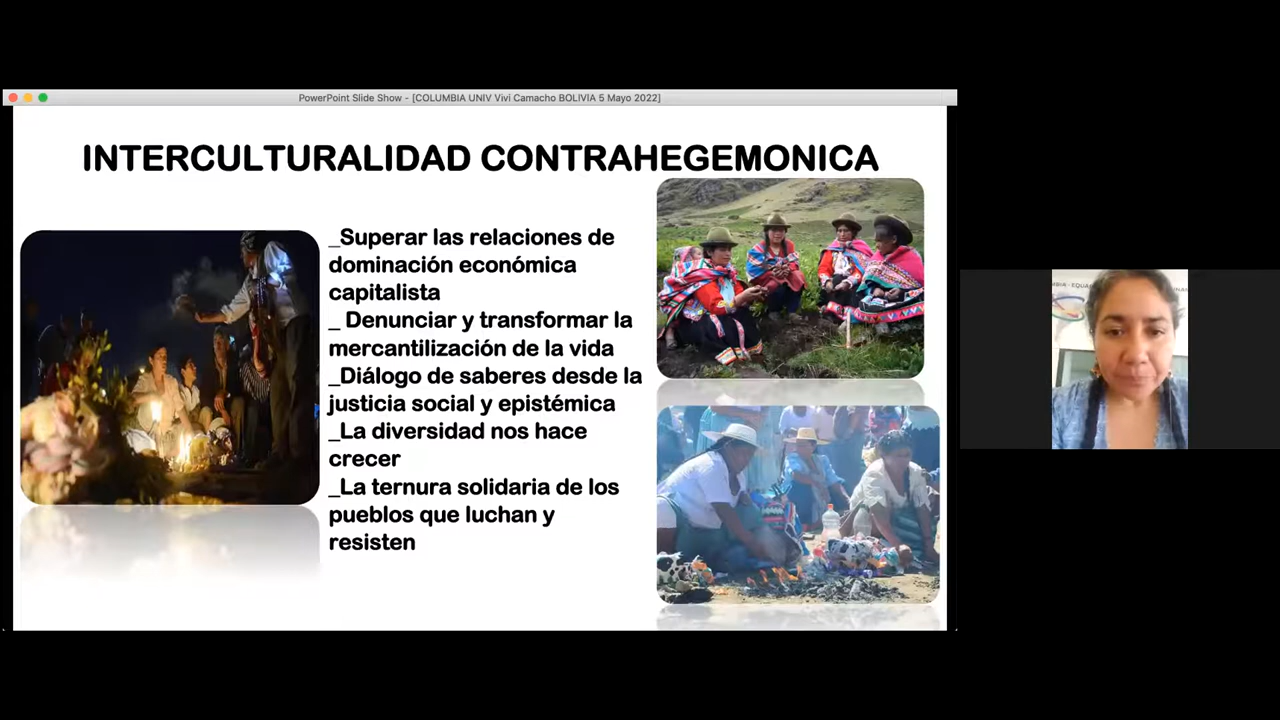 PowerPoint Slide Show - [COLUMBIA UNIV Vivi Camacho BOLIVIA 5 Mayo 2022]
INTERCULTURALIDAD CONTRAHEGEMONICA
_Superar las relaciones de
dominación económica
capitalista
_ Denunciar y transformar la
mercantilización de la vida
_Diálogo de saberes desde la
justicia social y epistémica
_La diversidad nos hace
crecer
_La ternura solidaria de los
pueblos que luchan y
resisten